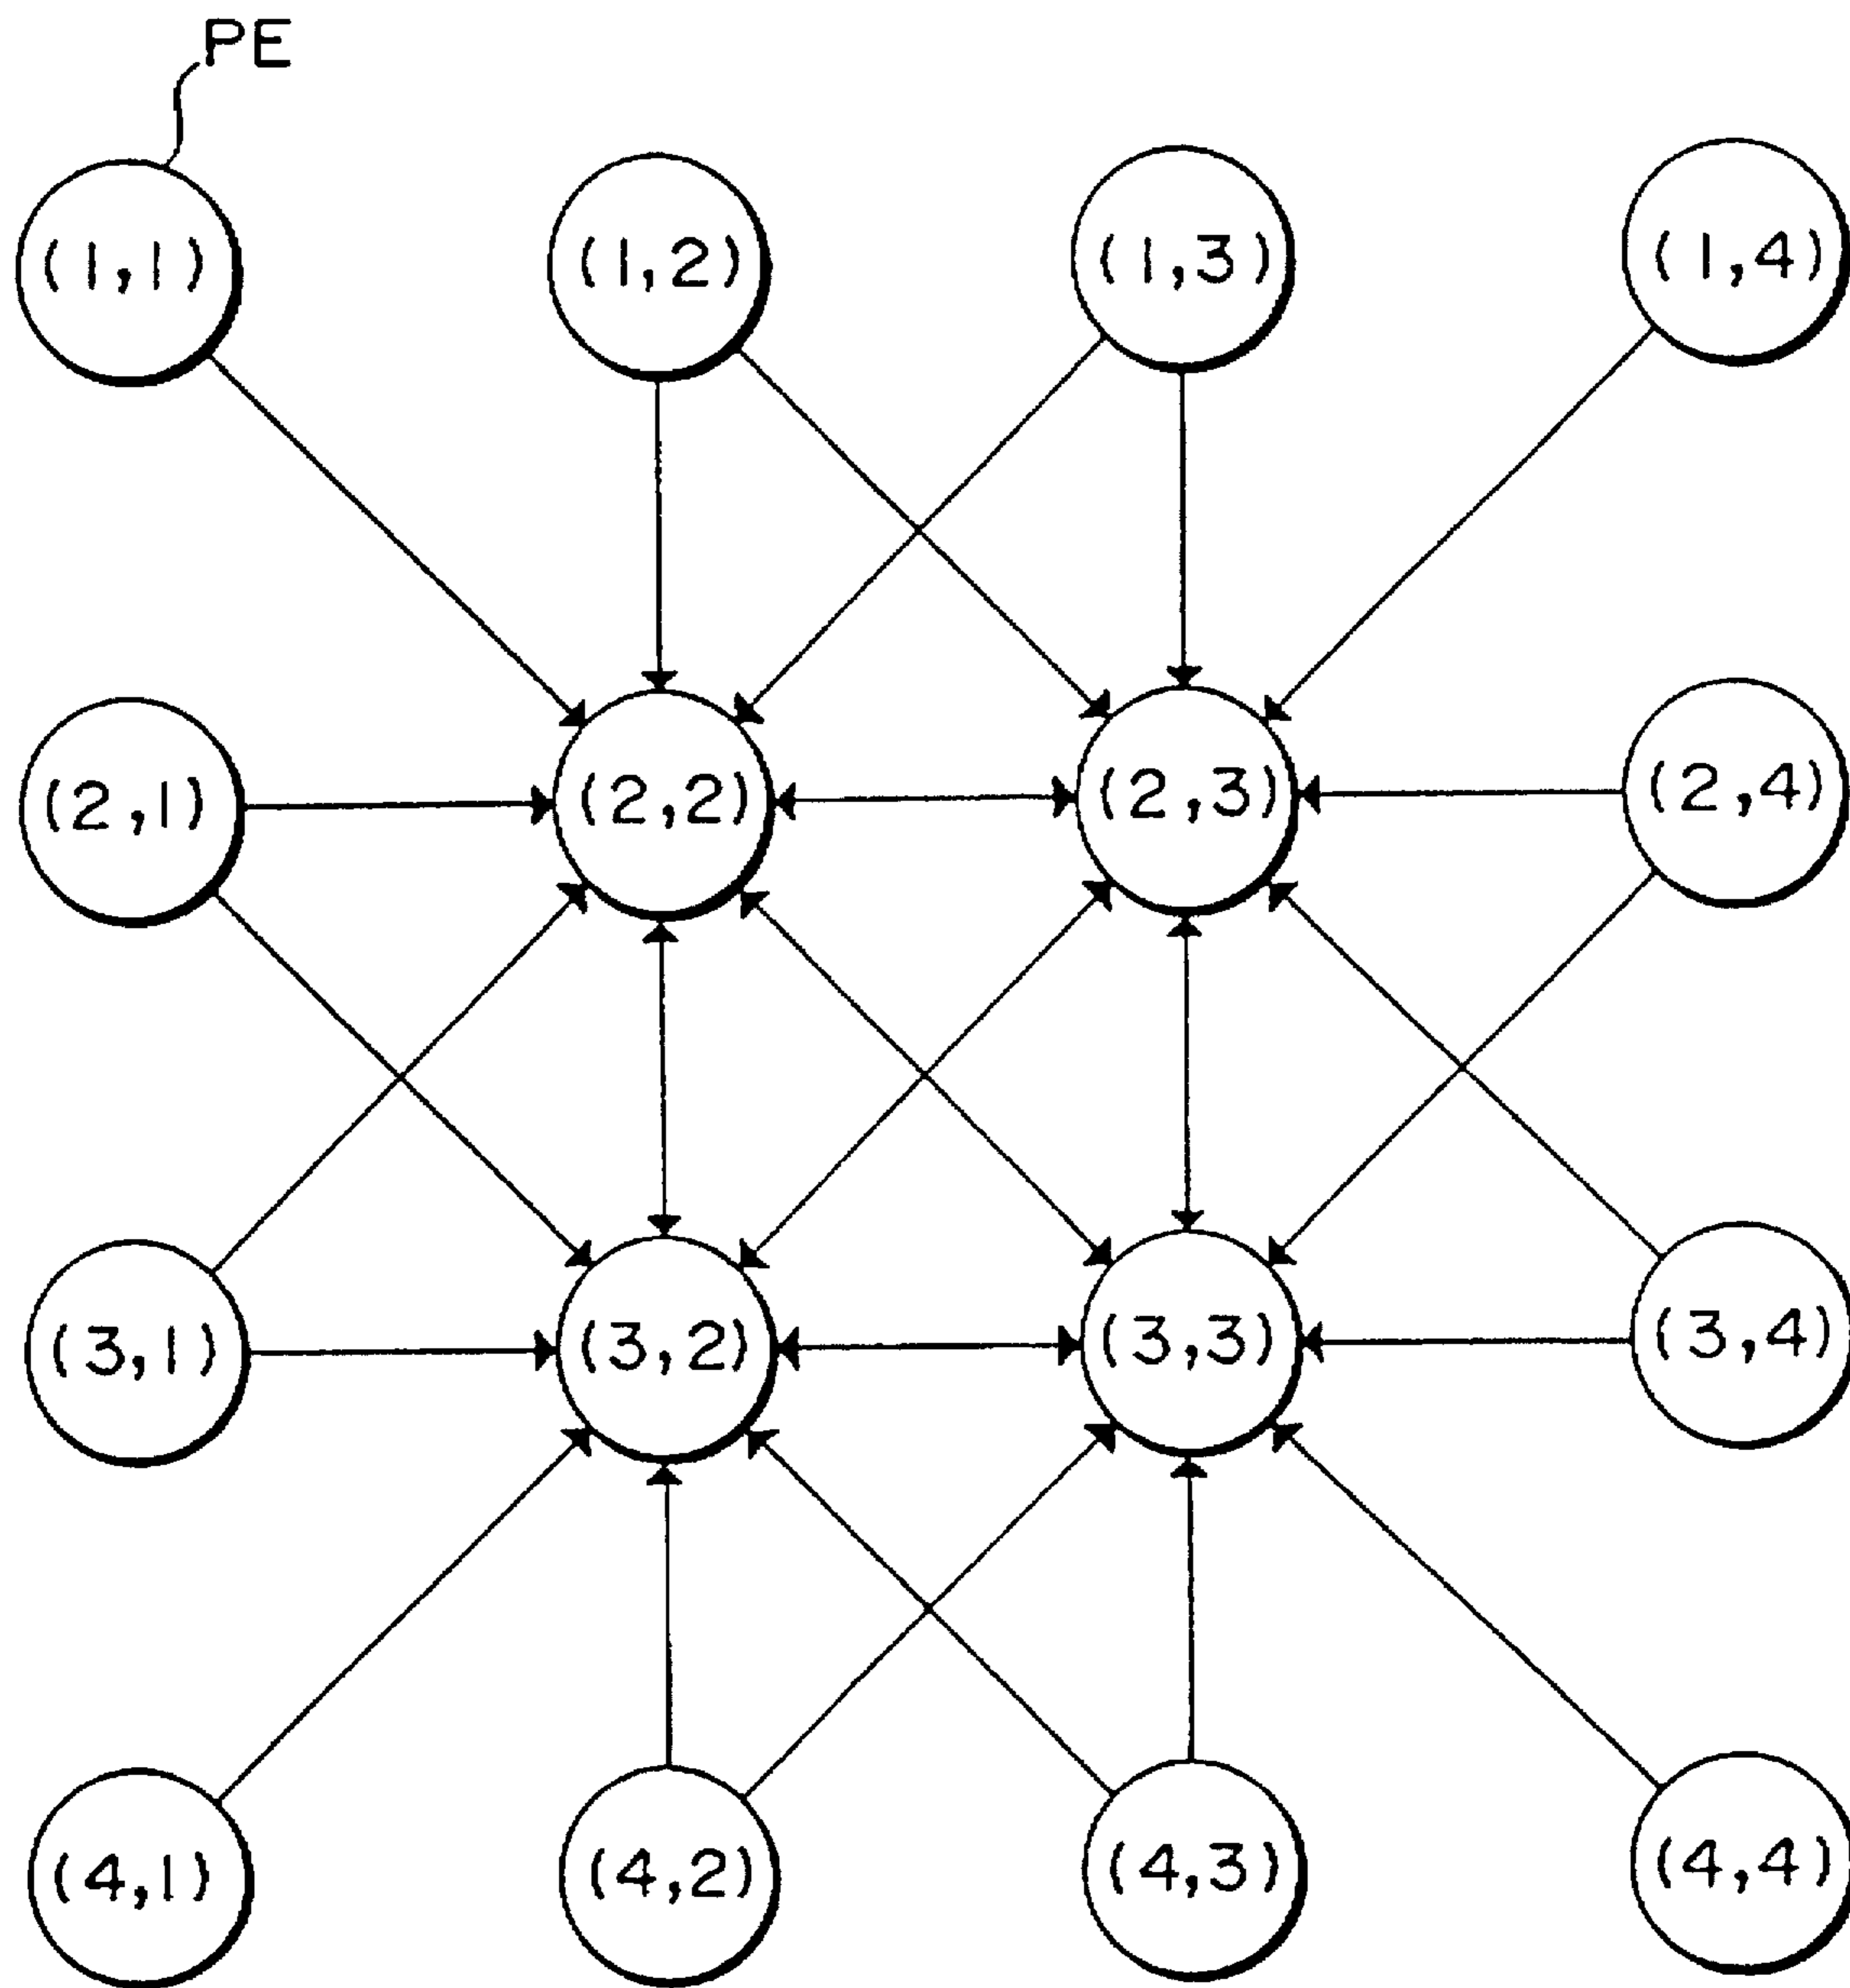 PE
(1,1) (1,2) (1,3) (1,4)
(2,1) (2,2) (2,3) (2,4)
(3,1) (3,2) (3,3) (3,4)
(4,1) (4,2) (4,3) (4,4)